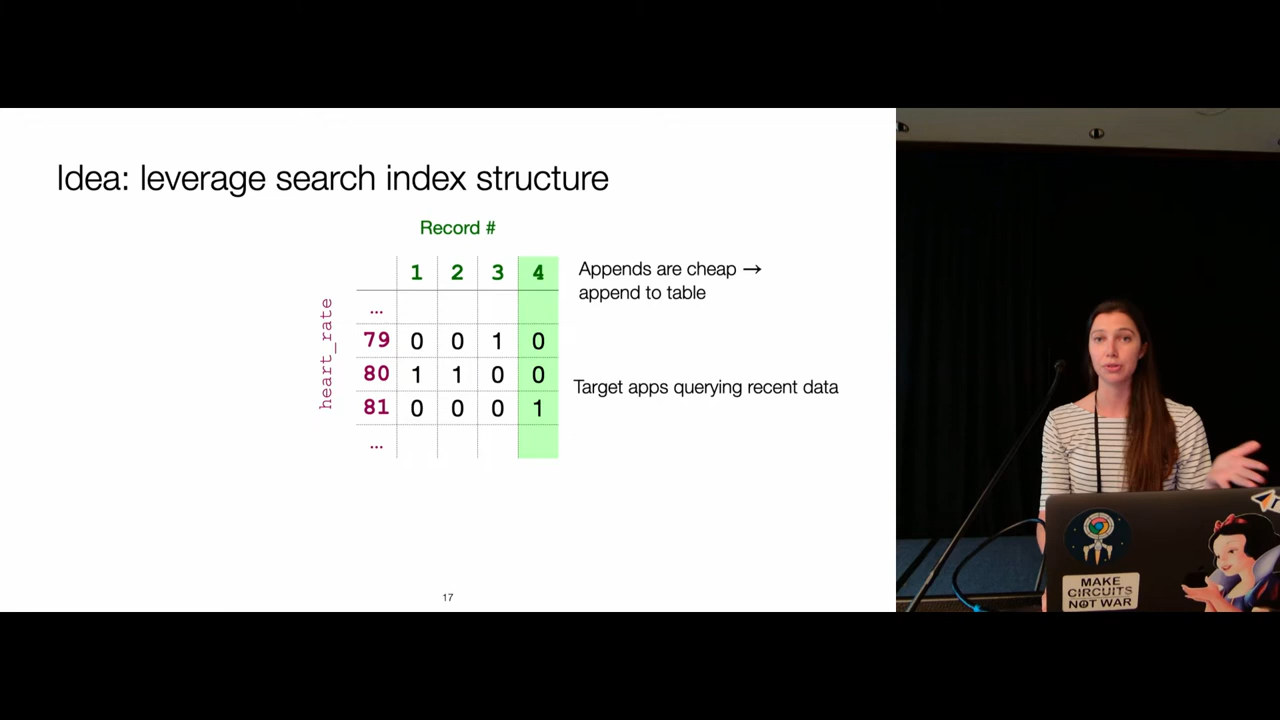 Idea: leverage search index structure
Record #
1 2 3 4
...
79 0 0 1 0
80 1 1 0 0
81 0 0 0 1
...
heart_rate
Appends are cheap →
append to table
Target apps querying recent data
17
MAKE
CIRCUITS
NOT WAR